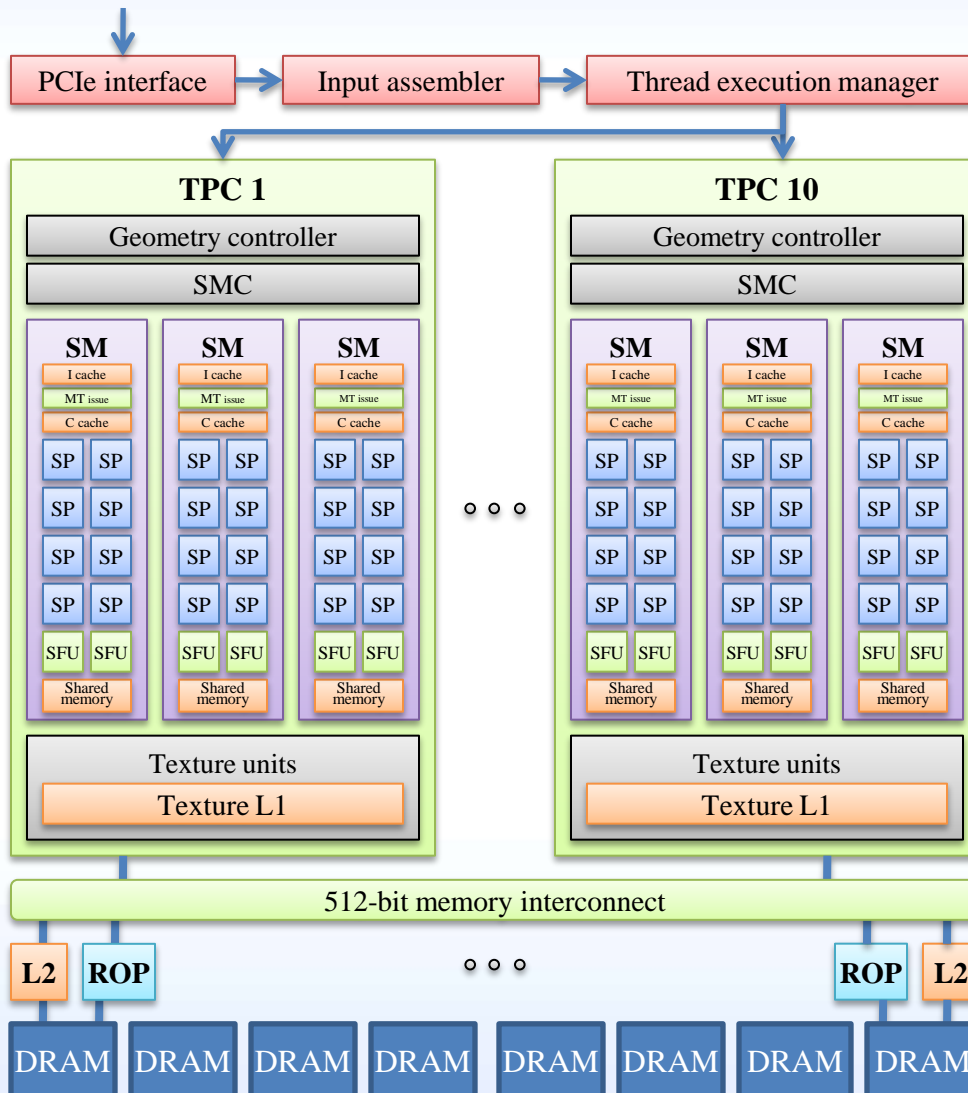 PCIe interface
Input assembler
Thread execution manager
TPC 1
Geometry controller
SMC
SM SM SM
I cache I cache I cache
MT issue MT issue MT issue
C cache C cache C cache
SP SP SP SP SP SP
SP SP SP SP SP SP
SP SP SP SP SP SP
SP SP SP SP SP SP
SFU SFU SFU SFU SFU SFU
Shared Shared Shared
memory memory memory
Texture units
Texture L1
TPC 10
Geometry controller
SMC
SM SM SM
I cache I cache I cache
MT issue MT issue MT issue
C cache C cache C cache
SP SP SP SP SP SP
SP SP SP SP SP SP
SP SP SP SP SP SP
SP SP SP SP SP SP
SFU SFU SFU SFU SFU SFU
Shared Shared Shared
memory memory memory
Texture units
Texture L1
512-bit memory interconnect
L2 ROP ROP L2
DRAM DRAM DRAM DRAM DRAM DRAM DRAM DRAM